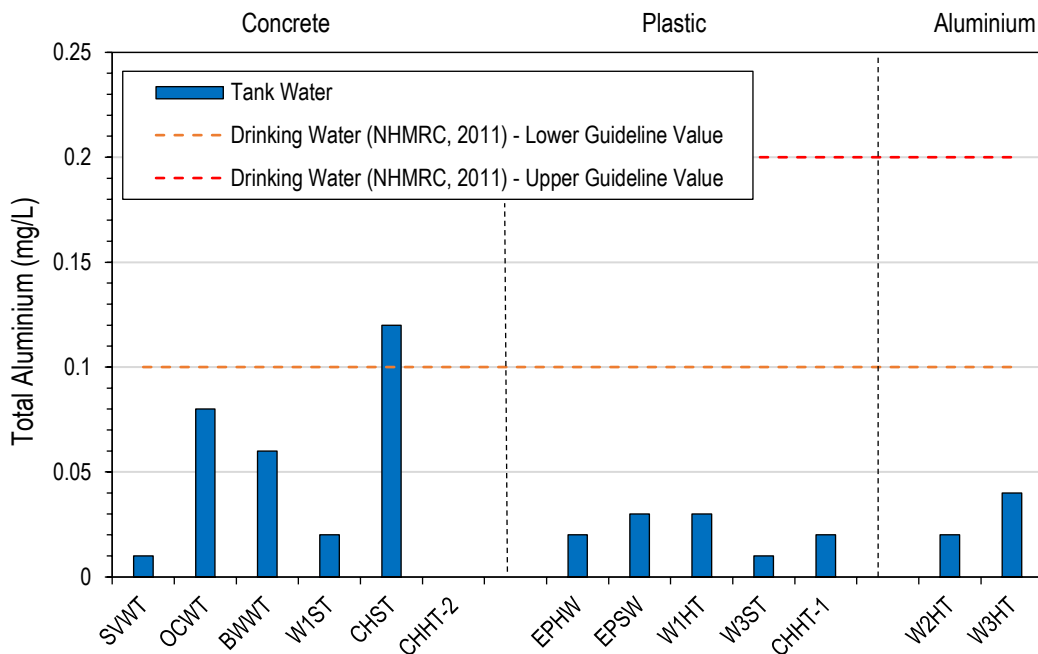 Concrete Plastic Aluminium
0.25
Tank Water
Drinking Water (NHMRC, 2011) - Lower Guideline Value
Drinking Water (NHMRC, 2011) - Upper Guideline Value
0.2
0.15
0.1
0.05
0
Total Aluminium (mg/L)
SVWT OCWT BWWT W1ST CHST CHHT-2 EPHW EPSW W1HT W3ST CHHT-1 W2HT W3HT